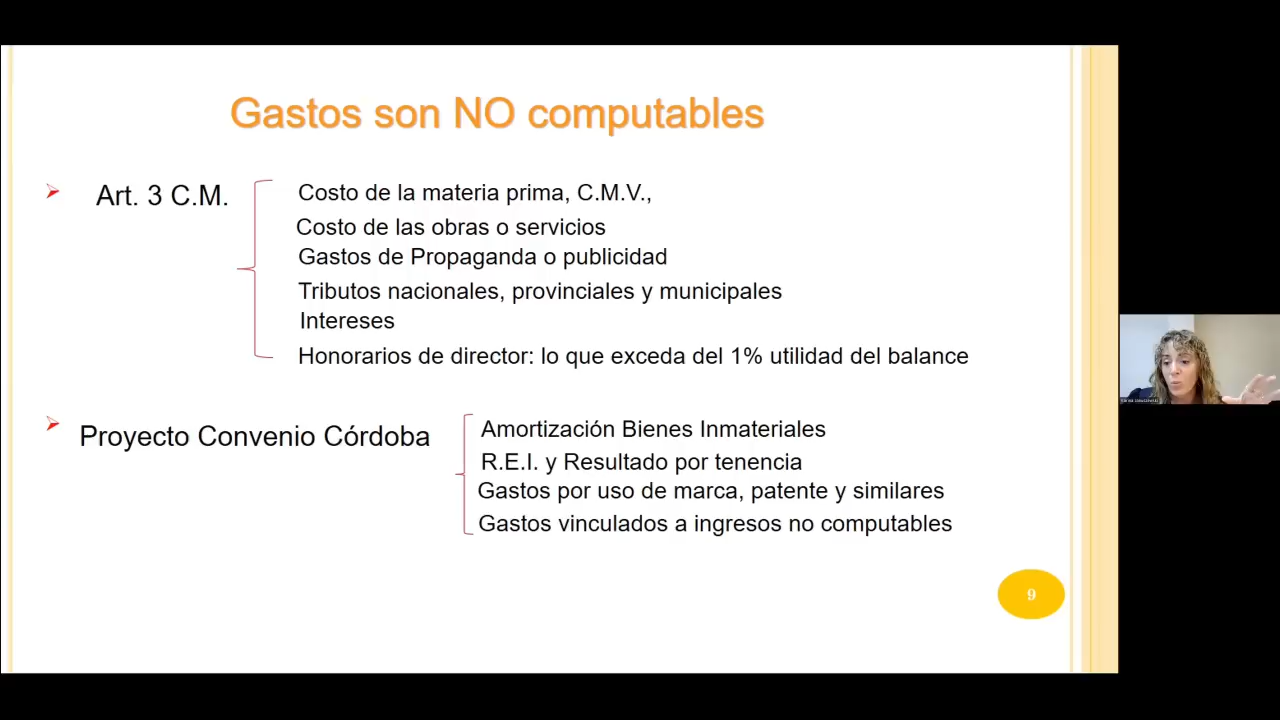 Gastos son NO computables
Art. 3 C.M.
Costo de la materia prima, C.M.V.,
Costo de las obras o servicios
Gastos de Propaganda o publicidad
Tributos nacionales, provinciales y municipales
Intereses
Honorarios de director: lo que exceda del 1% utilidad del balance
Proyecto Convenio Córdoba
Amortización Bienes Inmateriales
R.E.I. y Resultado por tenencia
Gastos por uso de marca, patente y similares
Gastos vinculados a ingresos no computables
9